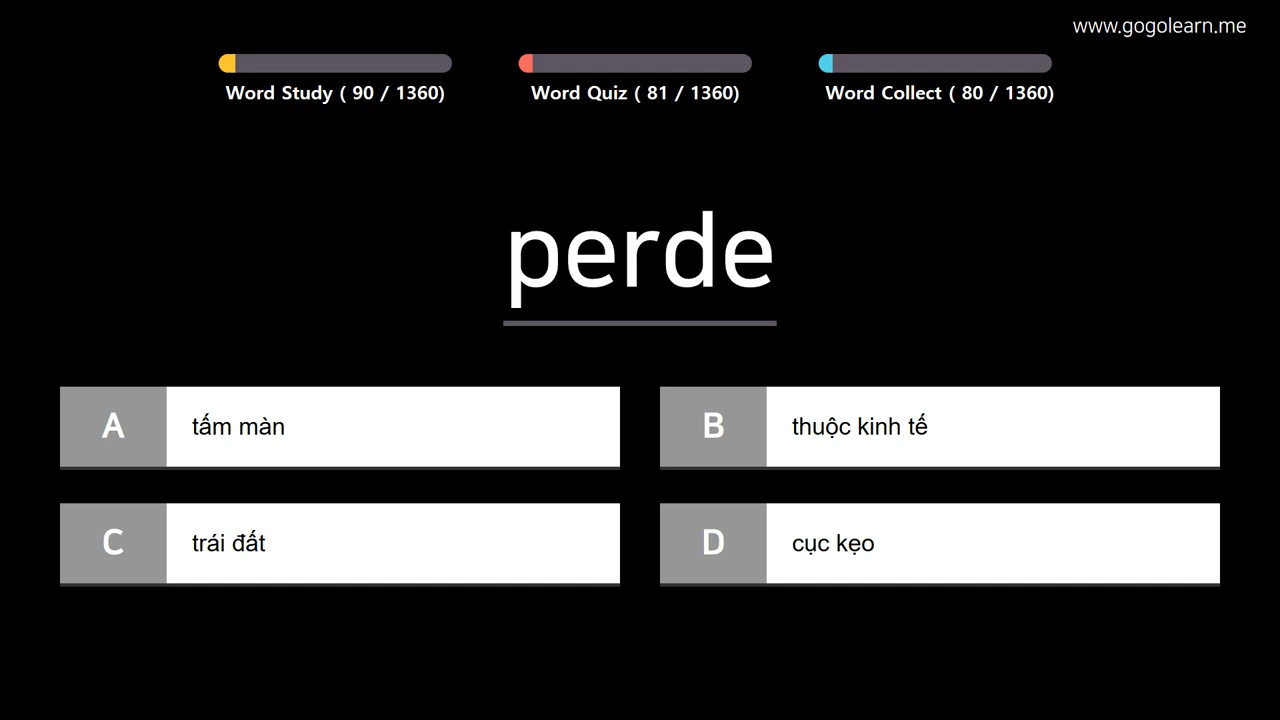 www.gogolearn.me
Word Study ( 90 / 1360)
Word Quiz ( 81 / 1360)
Word Collect ( 80 / 1360)
perde
A tấm màn
B thuộc kinh tế
C trái đất
D cục kẹo